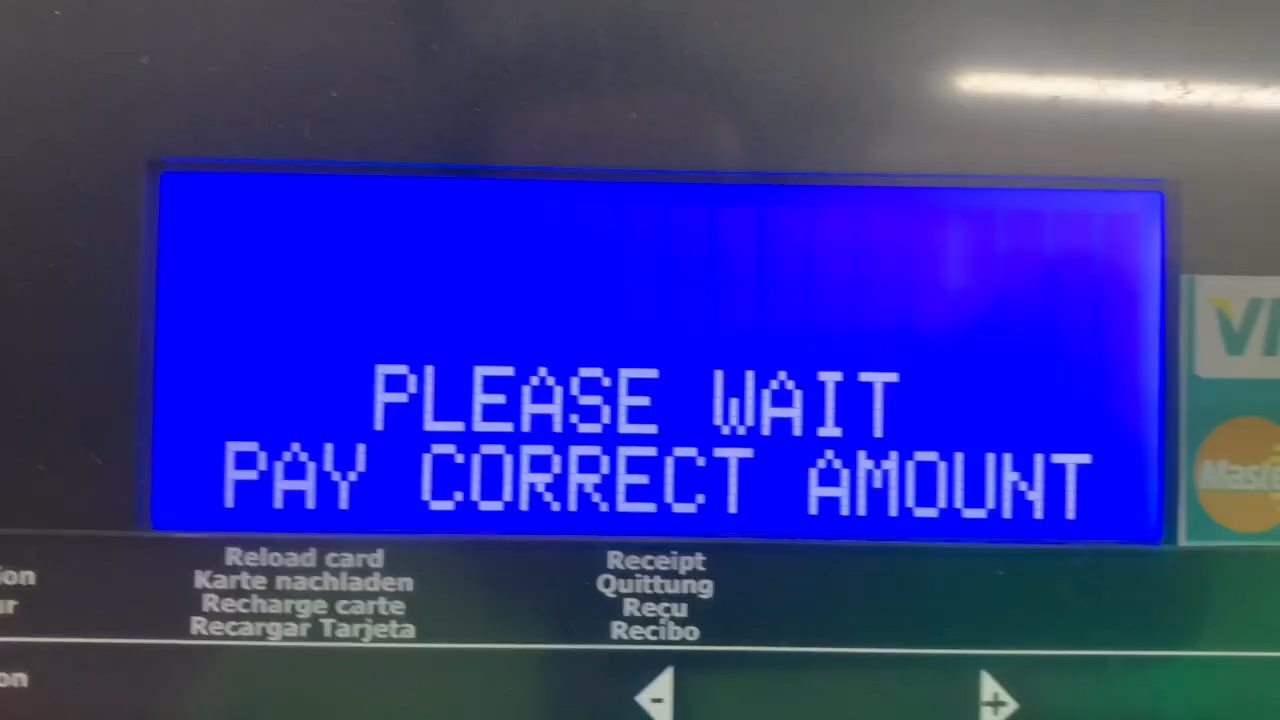 PLEASE WAIT
PAY CORRECT AMOUNT
Reload card
Karte nachladen
Recharge carte
Recargar Tarjeta
Receipt
Quittung
Reçu
Recibo
-
+